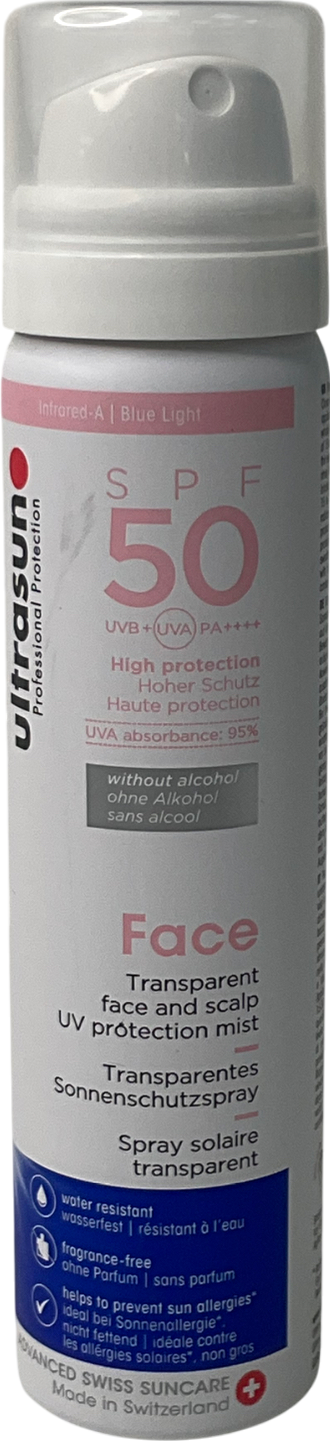 Infrared-A | Blue Light
ultrasun
Professional Protection
SPF
50
UVB + UVA PA++++
High protection
Hoher Schutz
Haute protection
UVA absorbance: 95%
without alcohol
ohne Alkohol
sans alcool
Face
Transparent
face and scalp
UV protection mist
Transparentes
Sonnenschutzspray
Spray solaire
transparent
water resistant
wasserfest | résistant à l'eau
fragrance-free
ohne Parfum | sans parfum
helps to prevent sun allergies*
ideal bei Sonnenallergie*,
nicht fettend | idéale contre
les allergies solaires*, non gras
ADVANCED SWISS SUNCARE
Made in Switzerland